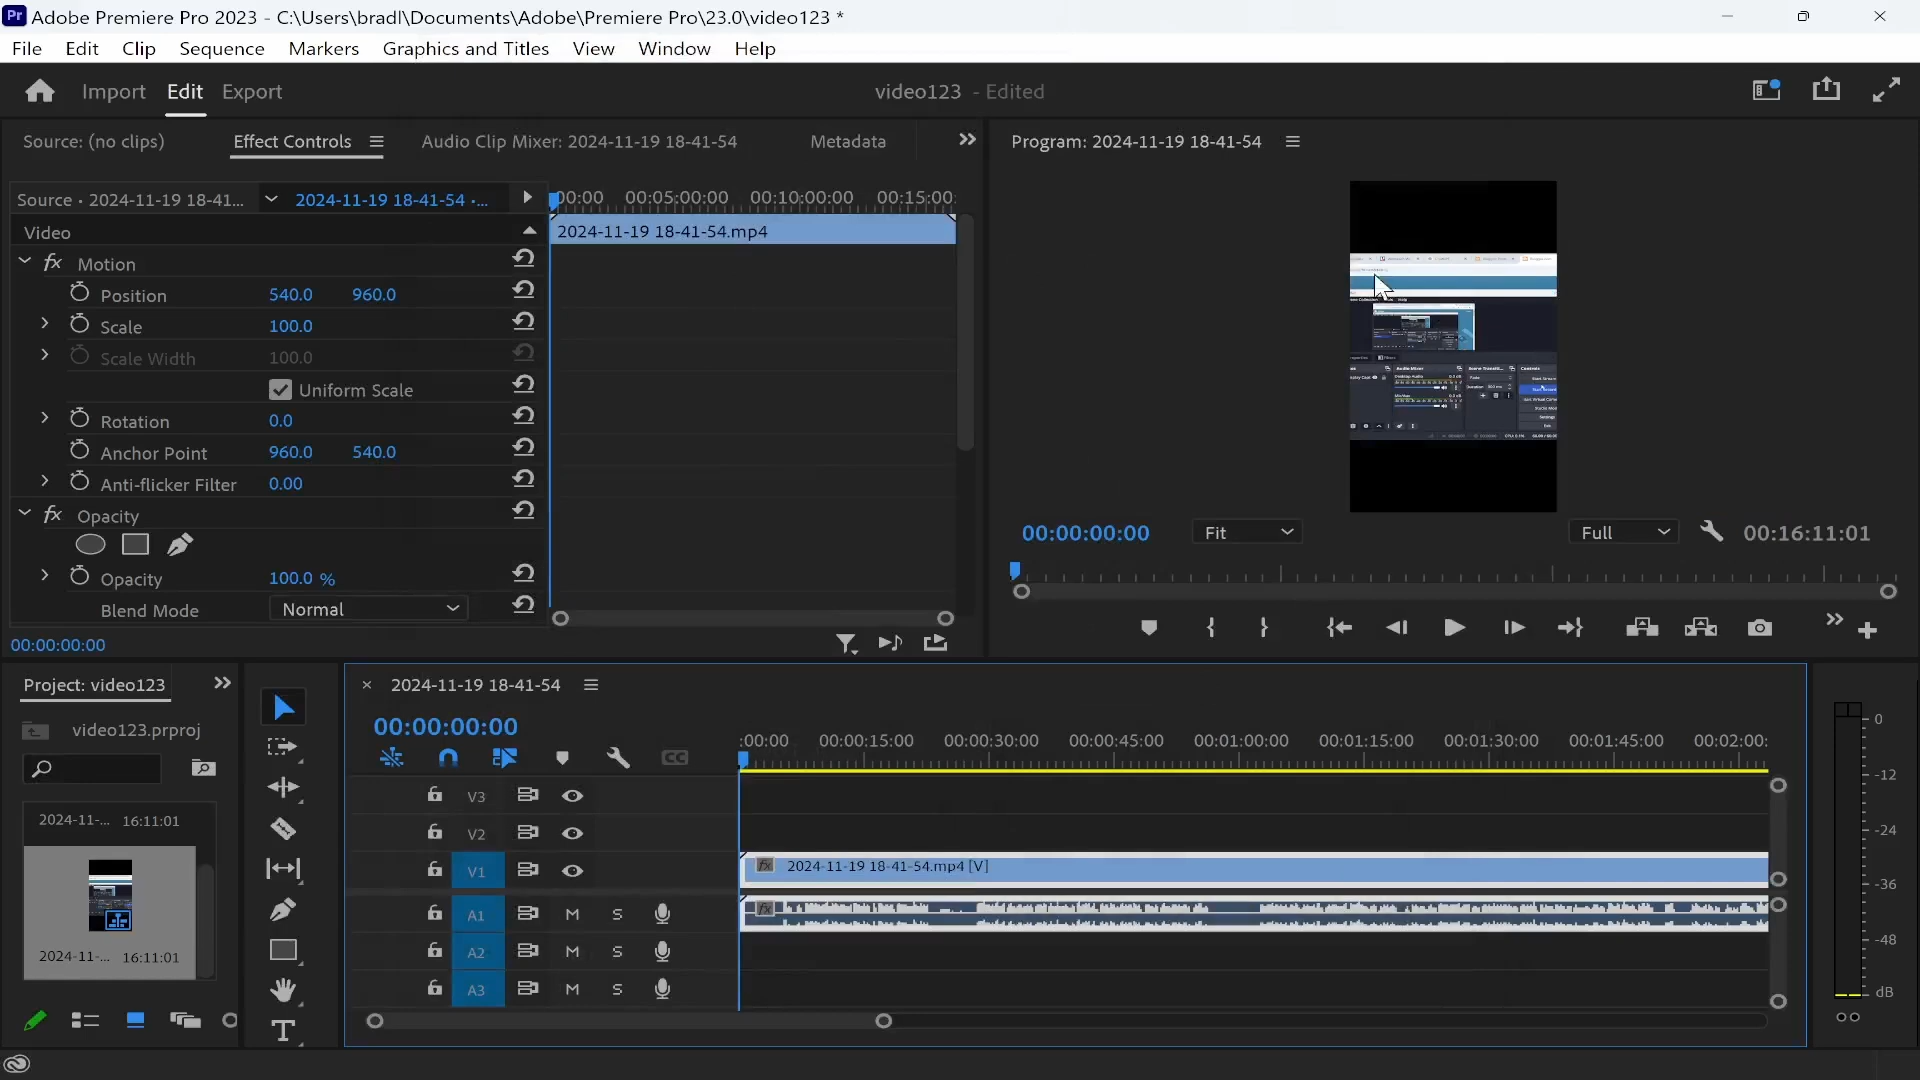 Pr Adobe Premiere Pro 2023 - C:\Users\bradl\Documents\Adobe\Premiere Pro\23.0\video123 *
File Edit Clip Sequence Markers Graphics and Titles View Window Help
Import Edit Export video123 - Edited
Source: (no clips) Effect Controls Audio Clip Mixer: 2024-11-19 18-41-54 Metadata Program: 2024-11-19 18-41-54
Source • 2024-11-19 18-41... 2024-11-19 18-41-54 •... 00:00 00:05:00:00 00:10:00:00 00:15:00:
Video 2024-11-19 18-41-54.mp4
fx Motion
Position 540.0 960.0
Scale 100.0
Scale Width 100.0
Uniform Scale
Rotation 0.0
Anchor Point 960.0 540.0
Anti-flicker Filter 0.00
fx Opacity
00:00:00:00 Fit Full 00:16:11:01
Opacity 100.0 %
Blend Mode Normal
00:00:00:00
Project: video123 2024-11-19 18-41-54
video123.prproj 00:00:00:00
:00:00 00:00:15:00 00:00:30:00 00:00:45:00 00:01:00:00 00:01:15:00 00:01:30:00 00:01:45:00 00:02:00:
CC
0
-12
-24
-36
-48
dB
2024-11-... 16:11:01
2024-11-... 16:11:01
V3
V2
V1 fx 2024-11-19 18-41-54.mp4 [V]
A1 M S fx
A2 M S
A3 M S
T